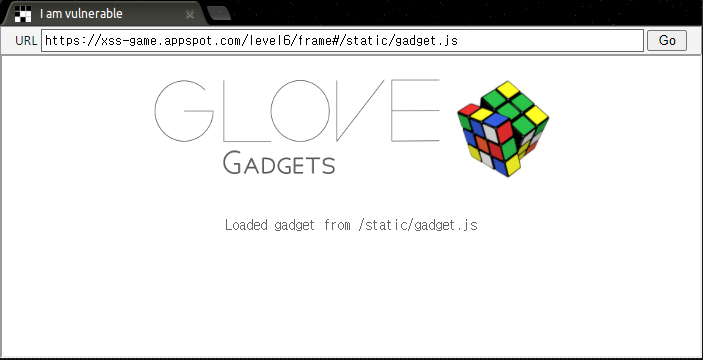 I am vulnerable
URL https://xss-game.appspot.com/level6/frame#/static/gadget.js Go
GLOVE
GADGETS
Loaded gadget from /static/gadget.js